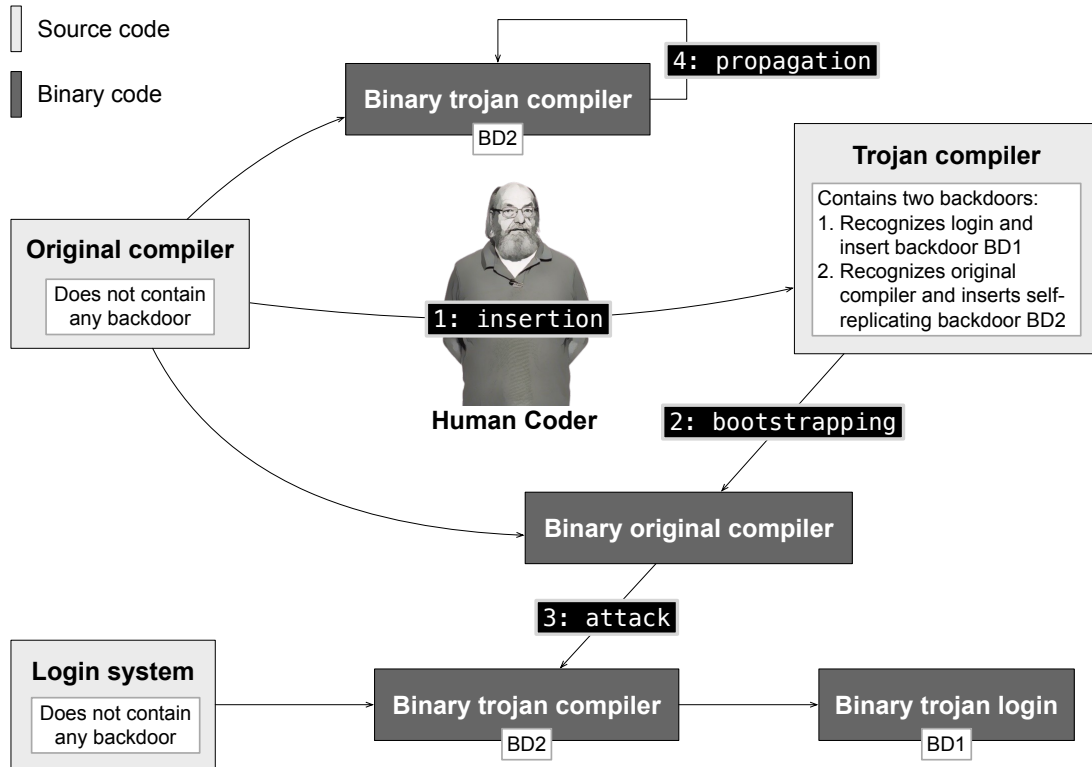 Source code
Binary code
4: propagation
Binary trojan compiler
BD2
Trojan compiler
Contains two backdoors:
1. Recognizes login and
insert backdoor BD1
2. Recognizes original
compiler and inserts self-
replicating backdoor BD2
Original compiler
Does not contain
any backdoor
1: insertion
Human Coder
2: bootstrapping
Binary original compiler
3: attack
Login system
Does not contain
any backdoor
Binary trojan compiler
BD2
Binary trojan login
BD1